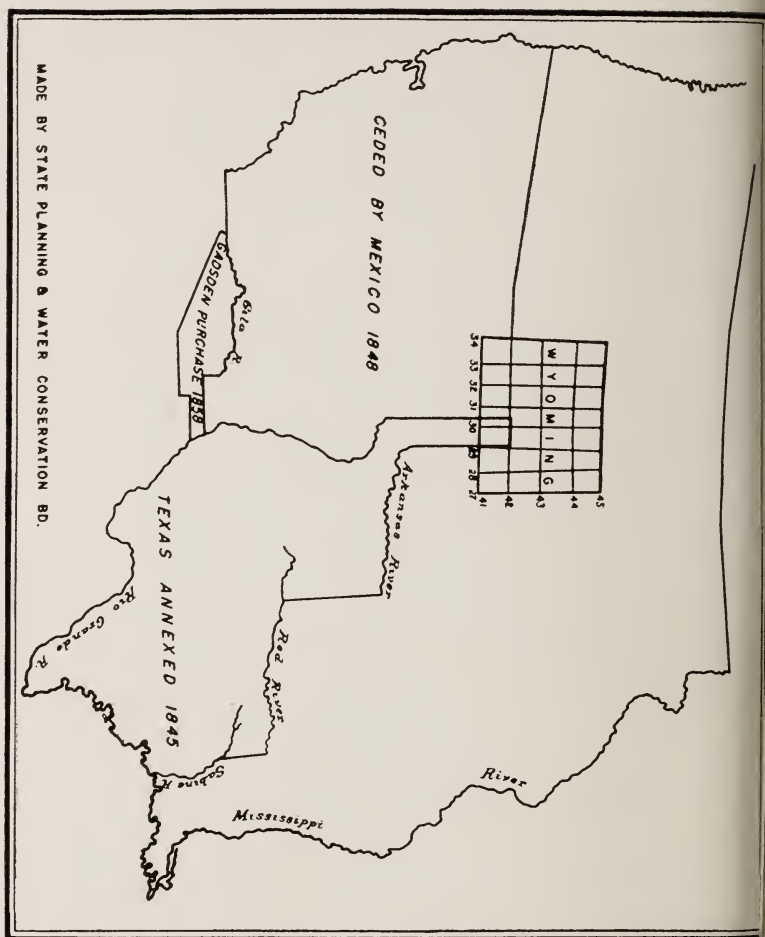 WYOMING
45
44
43
42
41
34 33 32 31 30 29 28 27
CEDED BY MEXICO 1848
Gila R.
GADSDEN PURCHASE 1858
Arkansas River
Red River
TEXAS ANNEXED 1845
Rio Grande R.
Sabine R
Mississippi River
MADE BY STATE PLANNING & WATER CONSERVATION BD.